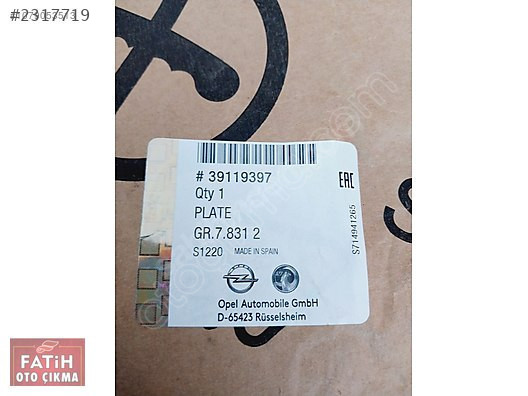 #2317719
# 39119397
Qty 1
PLATE
GR.7.831 2
S1220 MADE IN SPAIN
Opel Automobile GmbH
D-65423 Rüsselsheim
EAC
S714941265
FATiH
OTO ÇIKMA